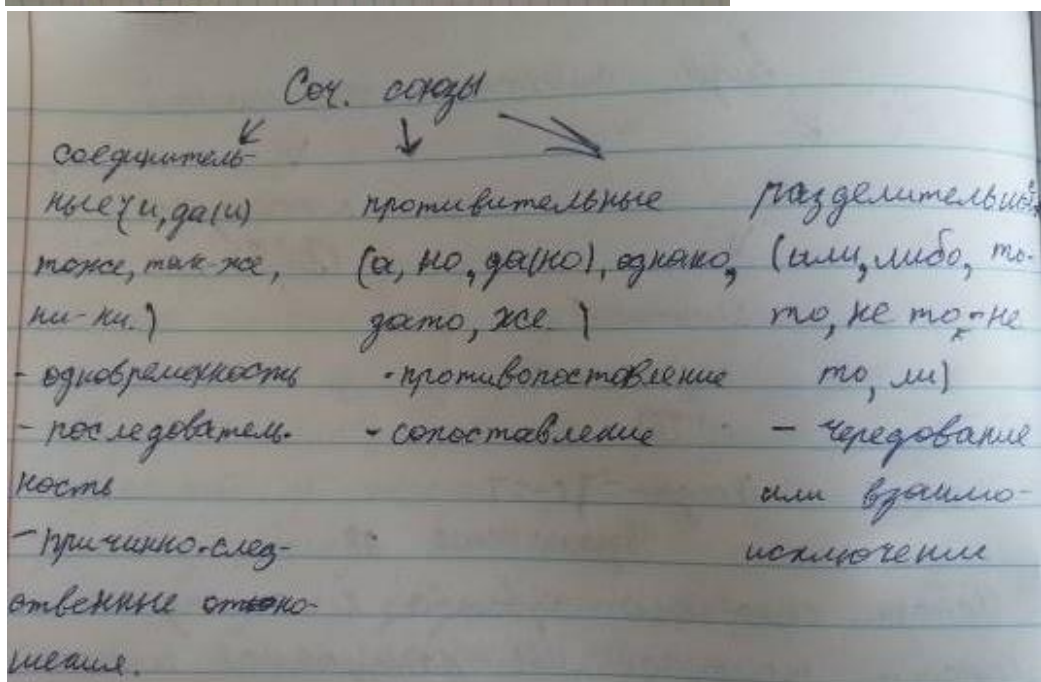 Соч. союзы
соединитель-
ные (и, да(и)
тоже, так-же,
ни-ни.)
- одновременность
- последователь-
ность
- причинно-след-
ственные отно-
шения.
противительные
(а, но, да(но), однако,
зато, же.)
- противопоставление
- сопоставление
разделительные
(или, либо, то-
то, не то-не
то, ли)
- чередование
или взаимо-
исключение